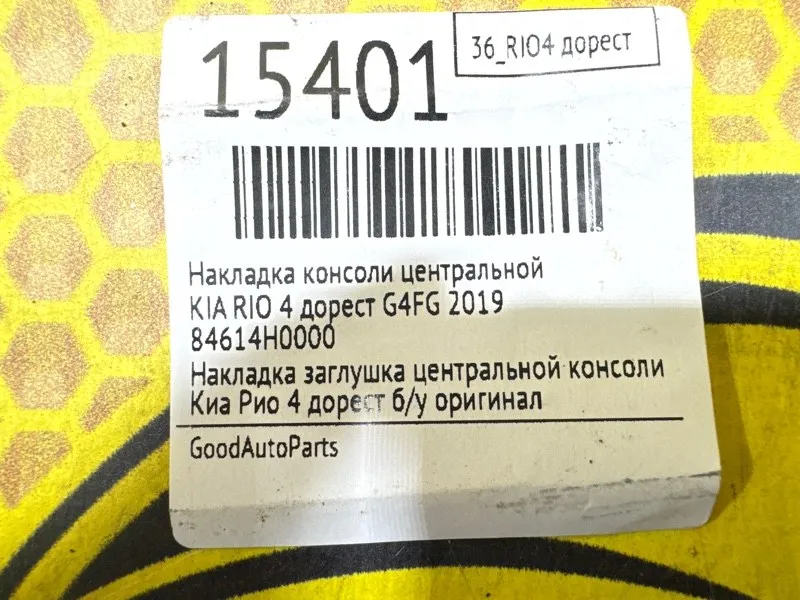 15401
36_RIO4 дорест
Накладка консоли центральной
KIA RIO 4 дорест G4FG 2019
84614H0000
Накладка заглушка центральной консоли
Киа Рио 4 дорест б/у оригинал
GoodAutoParts